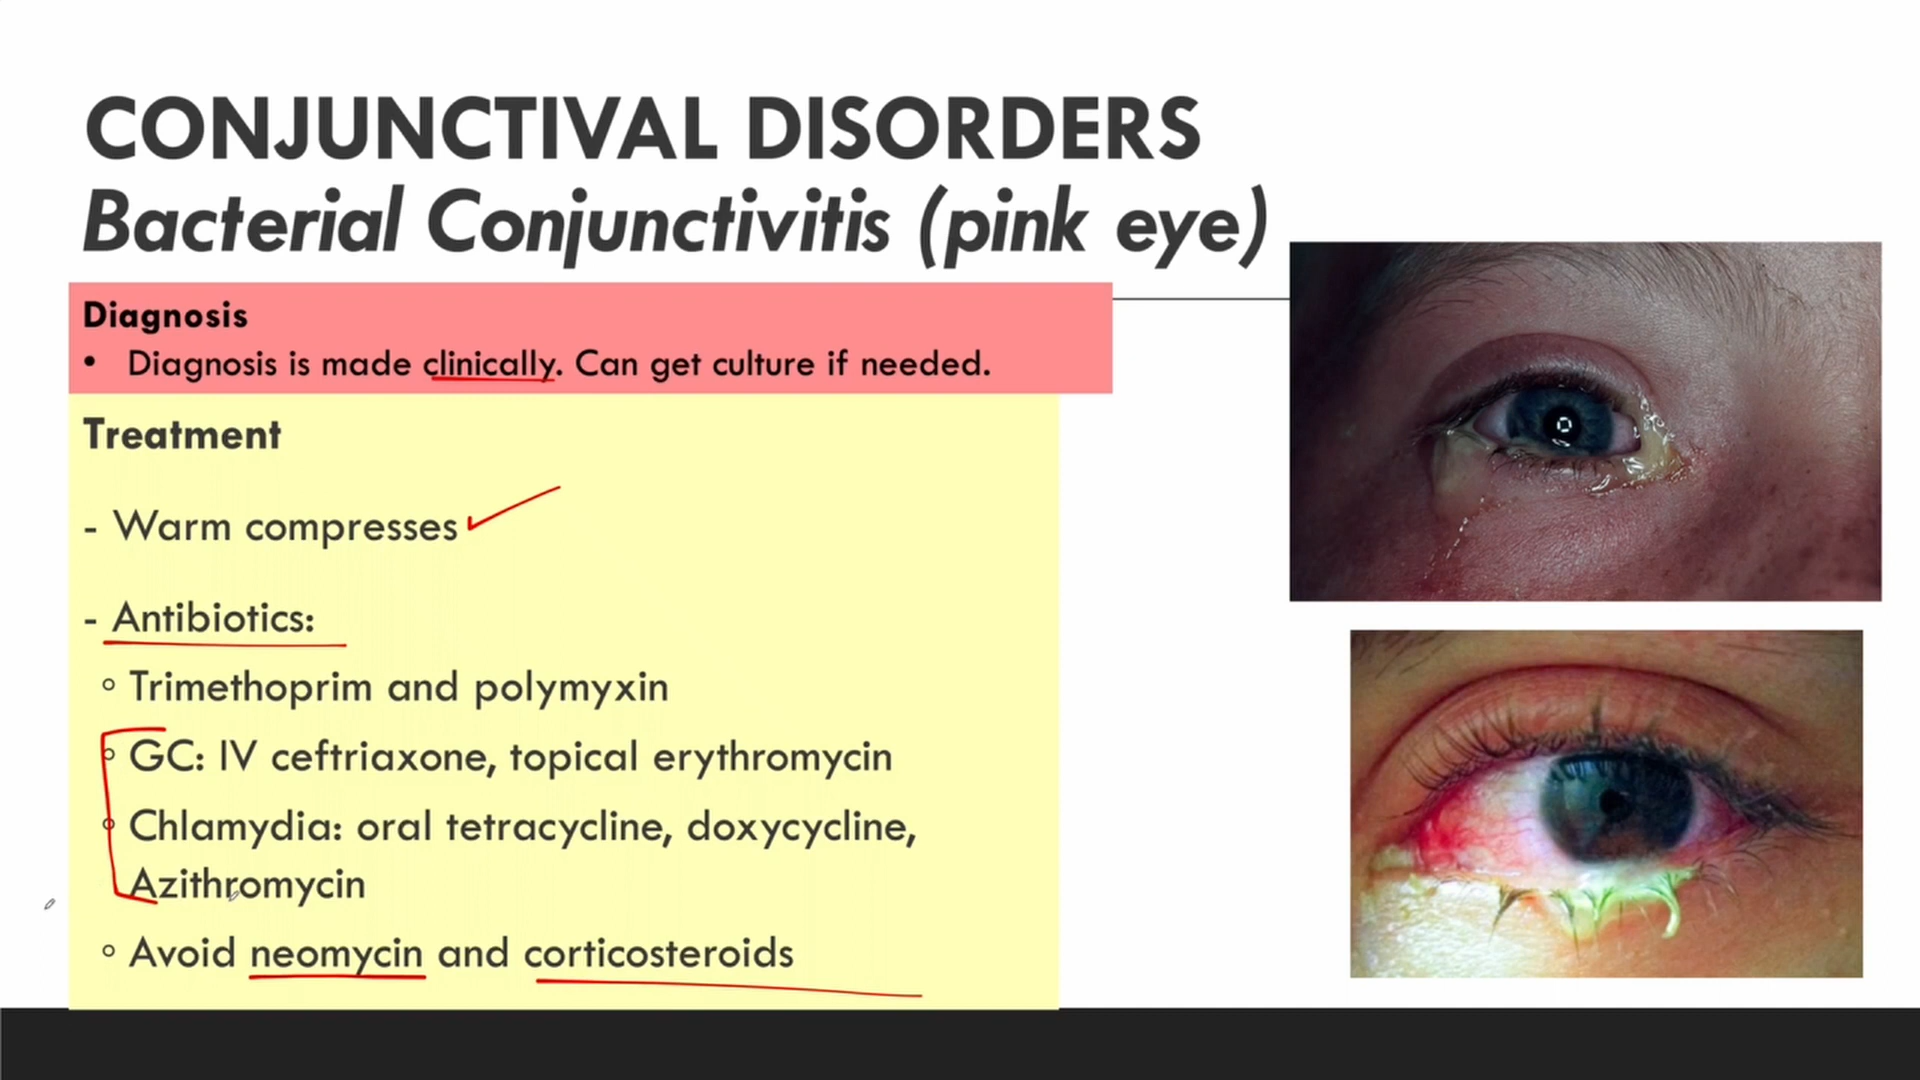 CONJUNCTIVAL DISORDERS
Bacterial Conjunctivitis (pink eye)
Diagnosis
• Diagnosis is made clinically. Can get culture if needed.
Treatment
- Warm compresses
- Antibiotics:
◦ Trimethoprim and polymyxin
◦ GC: IV ceftriaxone, topical erythromycin
◦ Chlamydia: oral tetracycline, doxycycline,
Azithromycin
◦ Avoid neomycin and corticosteroids